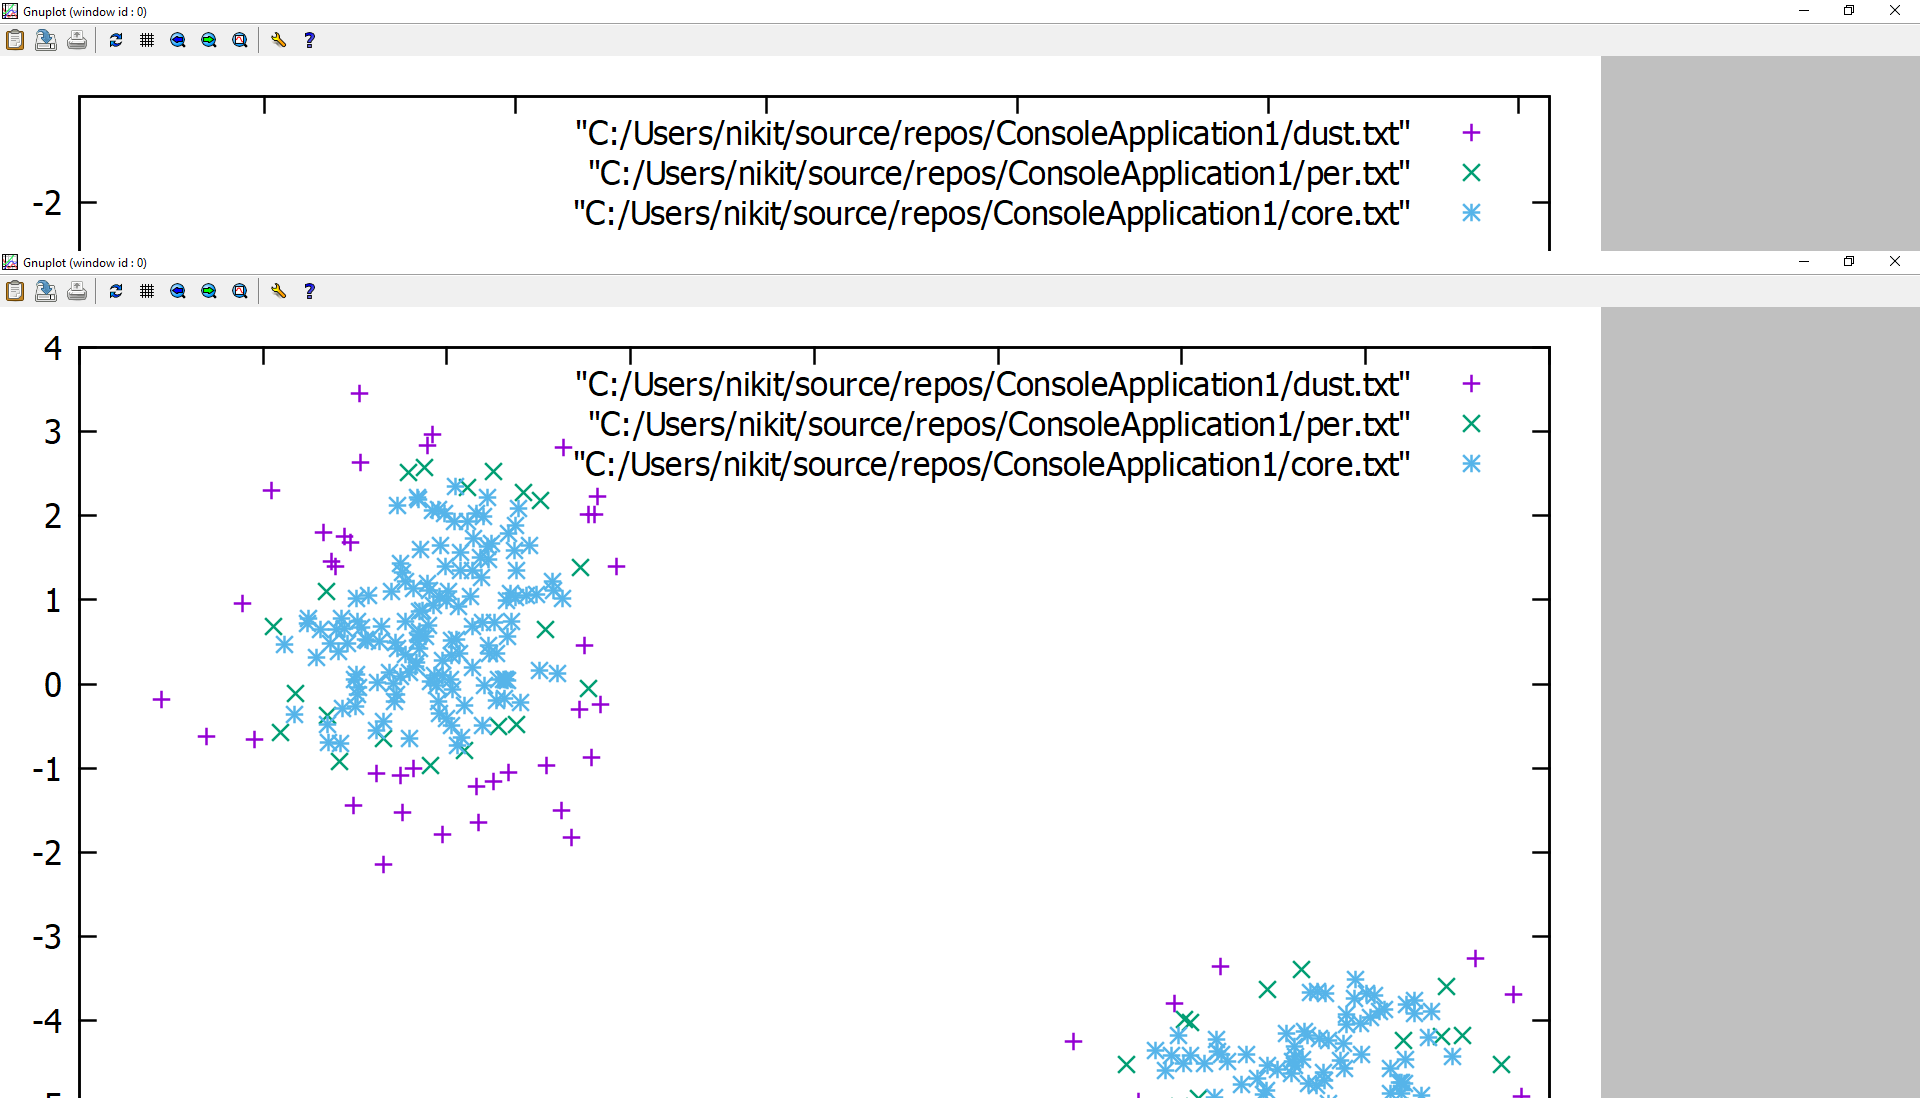 Gnuplot (window id : 0)
"C:/Users/nikit/source/repos/ConsoleApplication1/dust.txt"
"C:/Users/nikit/source/repos/ConsoleApplication1/per.txt"
-2
"C:/Users/nikit/source/repos/ConsoleApplication1/core.txt"
Gnuplot (window id : 0)
4
"C:/Users/nikit/source/repos/ConsoleApplication1/dust.txt"
3
"C:/Users/nikit/source/repos/ConsoleApplication1/per.txt"
"C:/Users/nikit/source/repos/ConsoleApplication1/core.txt"
2
1
0
-1
-2
-3
-4